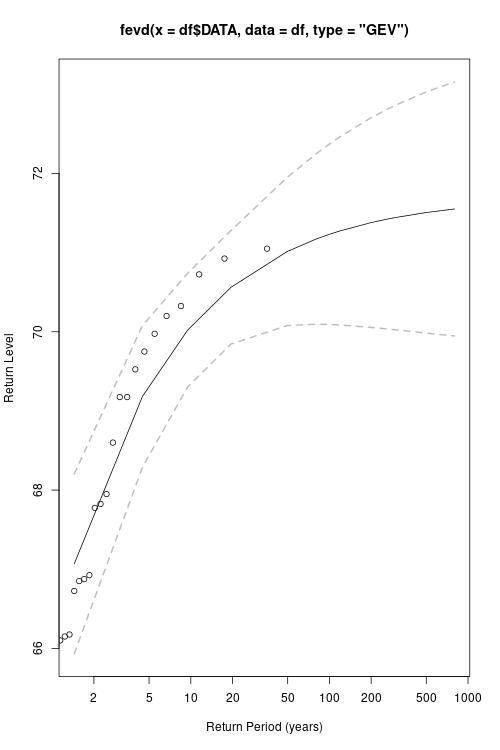 fevd(x = df$DATA, data = df, type = "GEV")
72
70
68
66
Return Level
2 5 10 20 50 100 200 500 1000
Return Period (years)